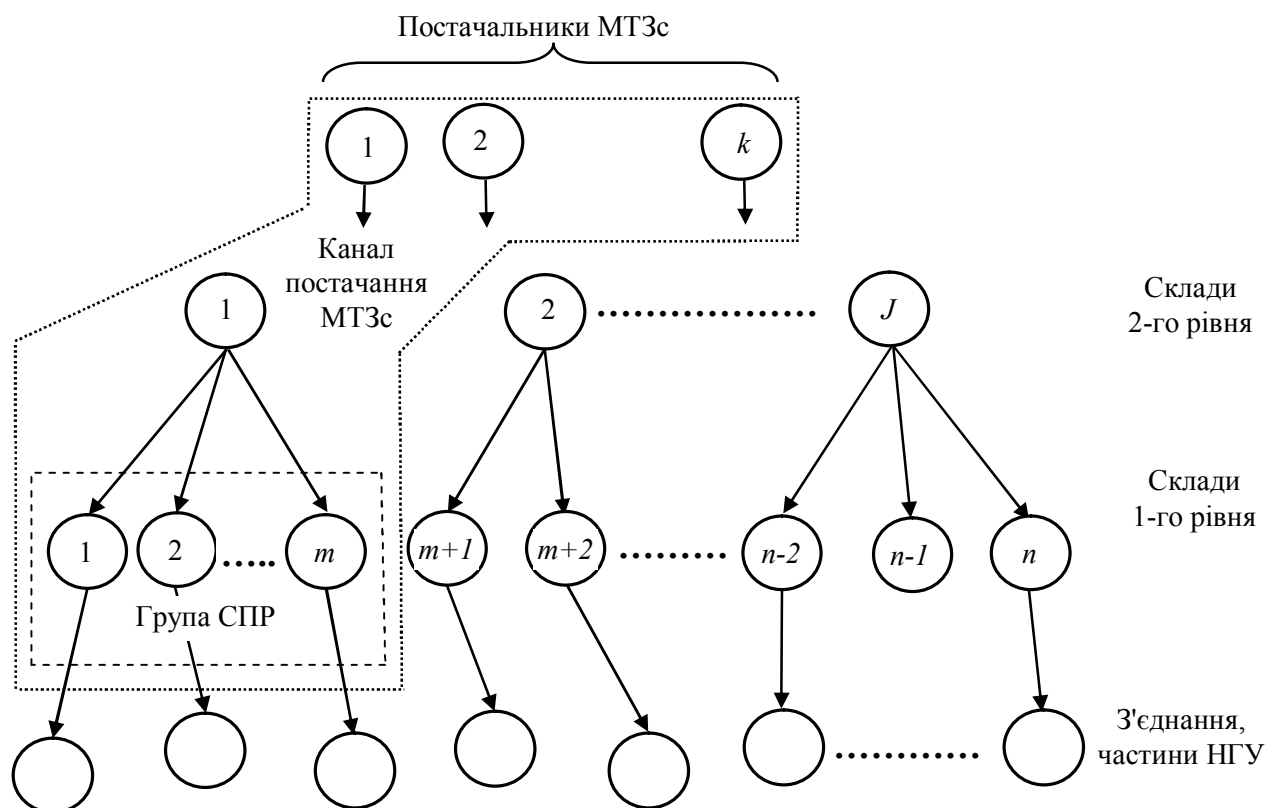 Постачальники МТЗс
1 2 k
Канал
постачання
МТЗс
1 2 J
Склади
2-го рівня
Склади
1-го рівня
1 2 m m+1 m+2 n-2 n-1 n
Група СПР
З'єднання,
частини НГУ